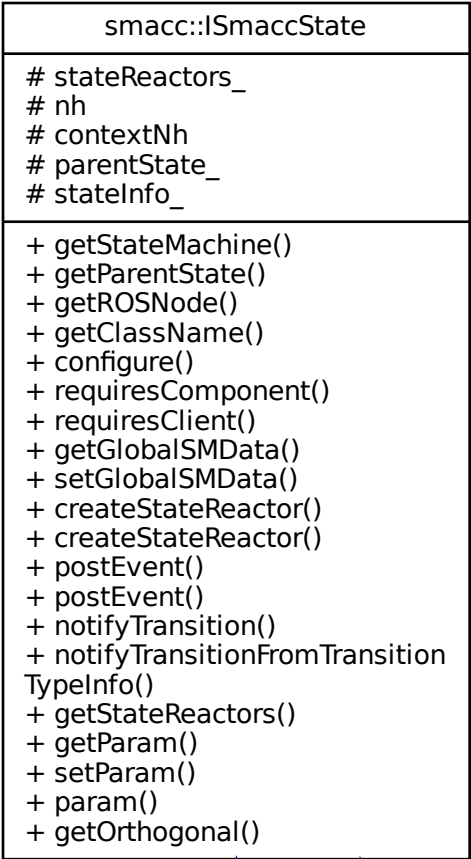 smacc::ISmaccState
# stateReactors_
# nh
# contextNh
# parentState_
# stateInfo_
+ getStateMachine()
+ getParentState()
+ getROSNode()
+ getClassName()
+ configure()
+ requiresComponent()
+ requiresClient()
+ getGlobalSMData()
+ setGlobalSMData()
+ createStateReactor()
+ createStateReactor()
+ postEvent()
+ postEvent()
+ notifyTransition()
+ notifyTransitionFromTransition
TypeInfo()
+ getStateReactors()
+ getParam()
+ setParam()
+ param()
+ getOrthogonal()